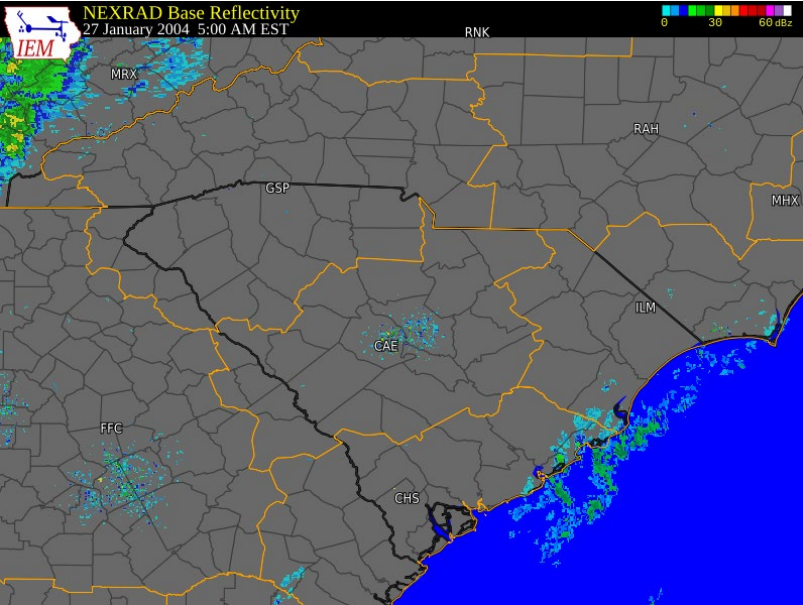 NEXRAD Base Reflectivity
27 January 2004 5:00 AM EST
IEM
0 30 60 dBz
RNK
MRX
RAH
GSP
MHX
ILM
CAE
FFC
CHS